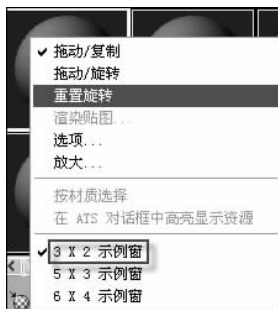 拖动/复制
拖动/旋转
重置旋转
渲染贴图...
选项...
放大...
按材质选择
在 ATS 对话框中高亮显示资源
3 X 2 示例窗
5 X 3 示例窗
6 X 4 示例窗